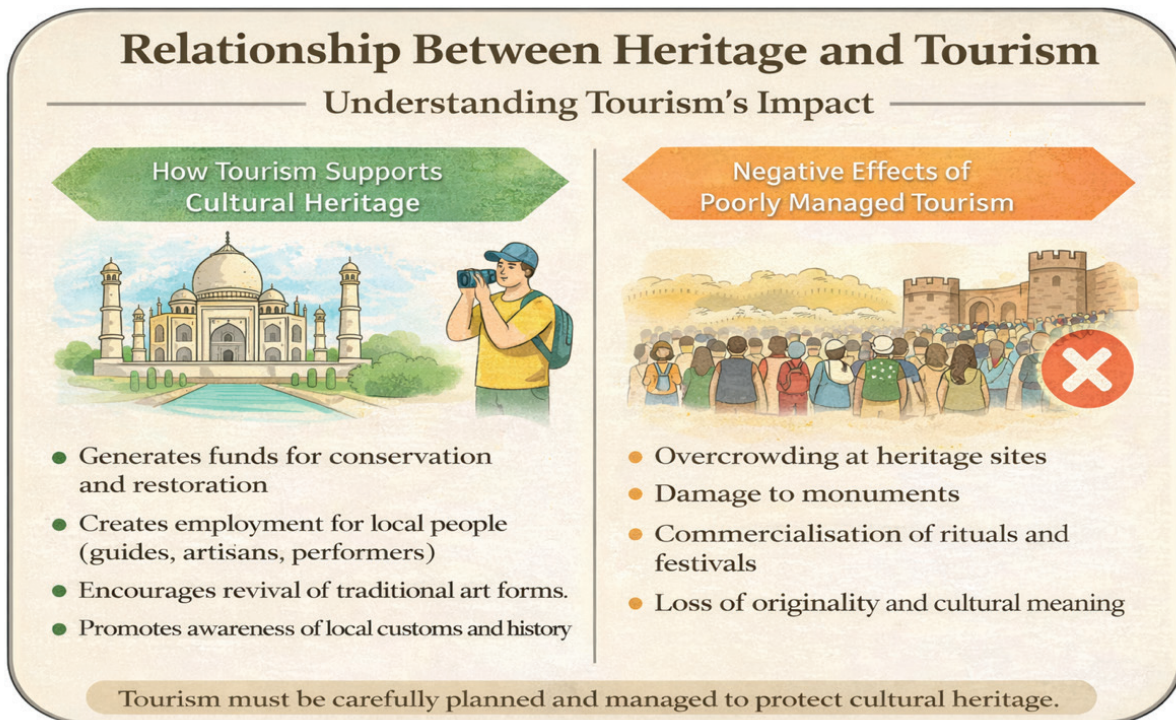 Relationship Between Heritage and Tourism
Understanding Tourism's Impact
How Tourism Supports
Cultural Heritage
• Generates funds for conservation
and restoration
• Creates employment for local people
(guides, artisans, performers)
• Encourages revival of traditional art forms.
• Promotes awareness of local customs and history
Negative Effects of
Poorly Managed Tourism
• Overcrowding at heritage sites
• Damage to monuments
• Commercialisation of rituals and
festivals
• Loss of originality and cultural meaning
Tourism must be carefully planned and managed to protect cultural heritage.